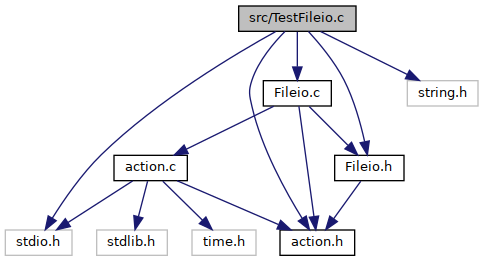 src/TestFileio.c
Fileio.c
string.h
action.c
Fileio.h
stdio.h
stdlib.h
time.h
action.h